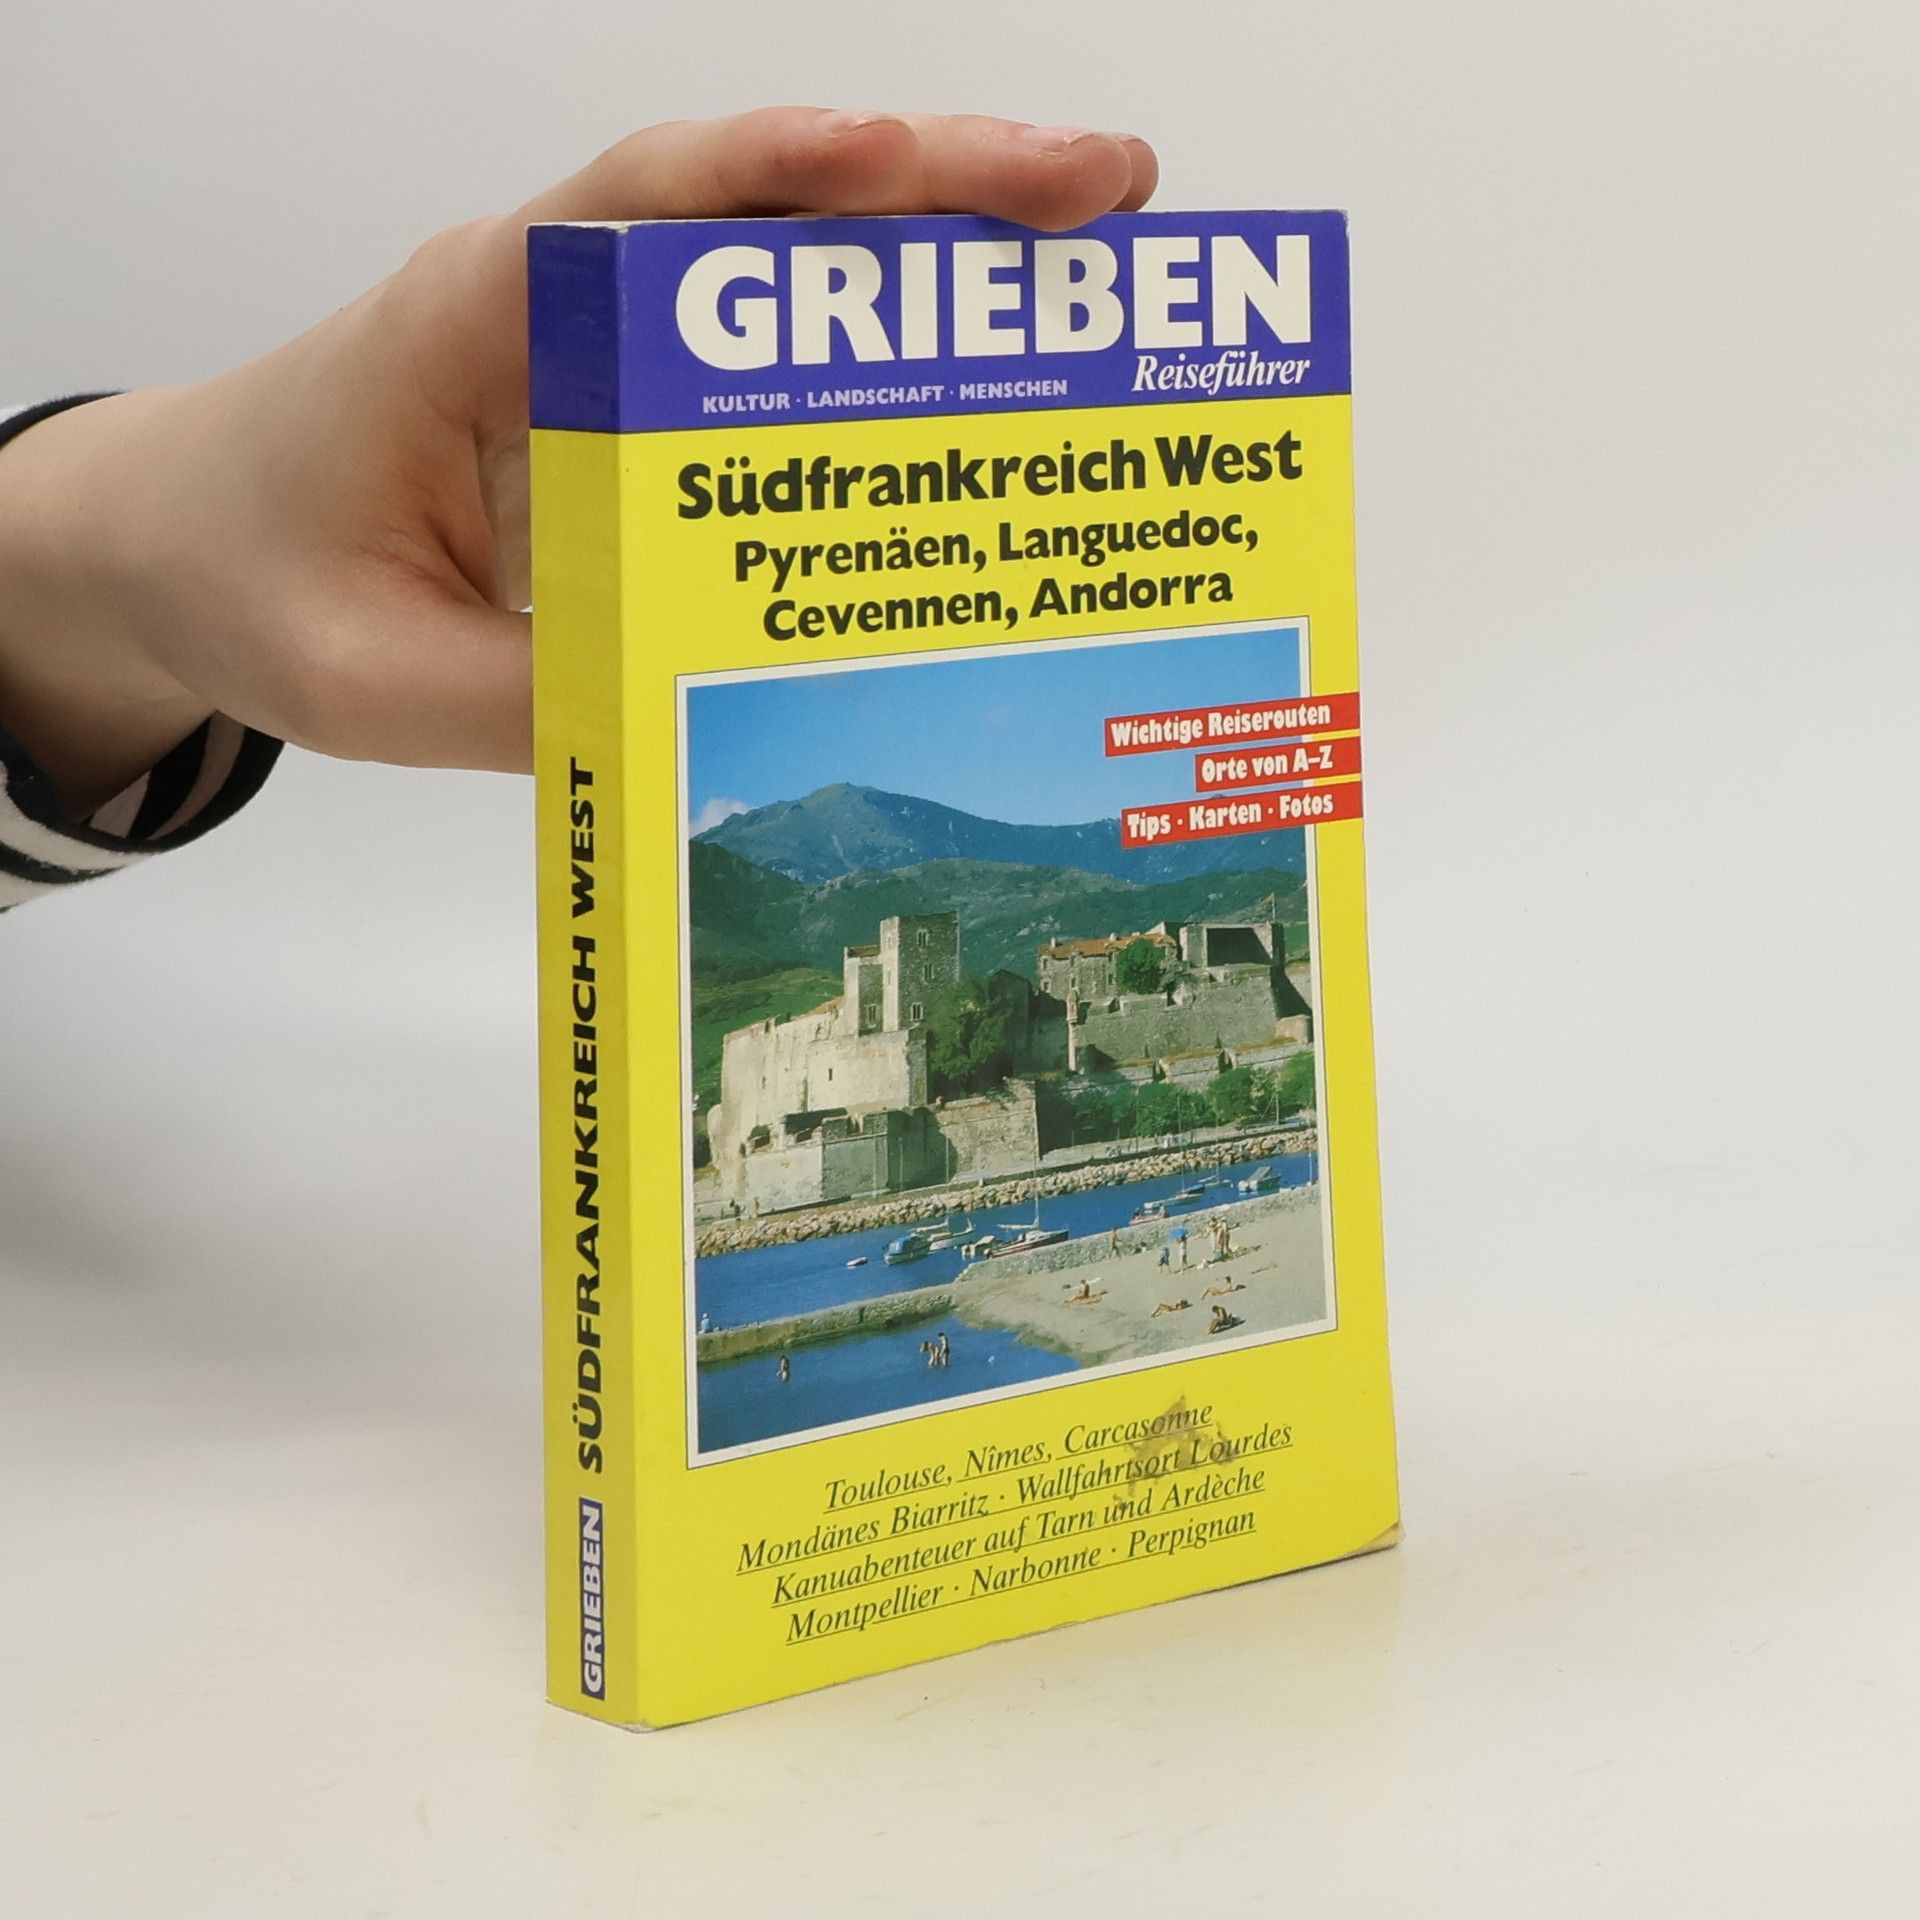 GRIEBEN
Reiseführer
KULTUR · LANDSCHAFT · MENSCHEN
Südfrankreich West
Pyrenäen, Languedoc,
Cevennen, Andorra
Wichtige Reiserouten
Orte von A–Z
Tips · Karten · Fotos
Toulouse, Nîmes, Carcasonne
Mondänes Biarritz · Wallfahrtsort Lourdes
Kanuabenteuer auf Tarn und Ardèche
Montpellier · Narbonne · Perpignan
GRIEBEN SÜDFRANKREICH WEST